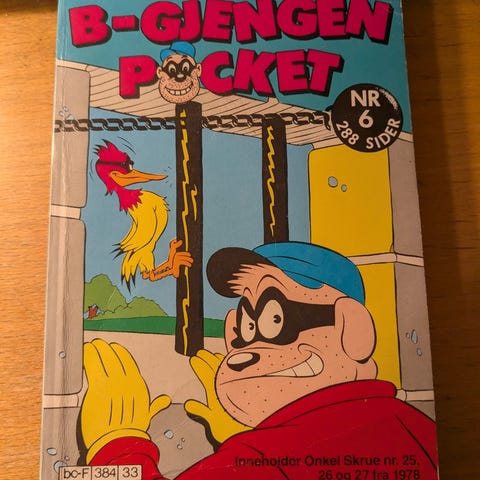 B-GJENGEN
POCKET
NR
6
288 SIDER
Inneholder Onkel Skrue nr. 25,
26 og 27 fra 1978
bc-F 384 33